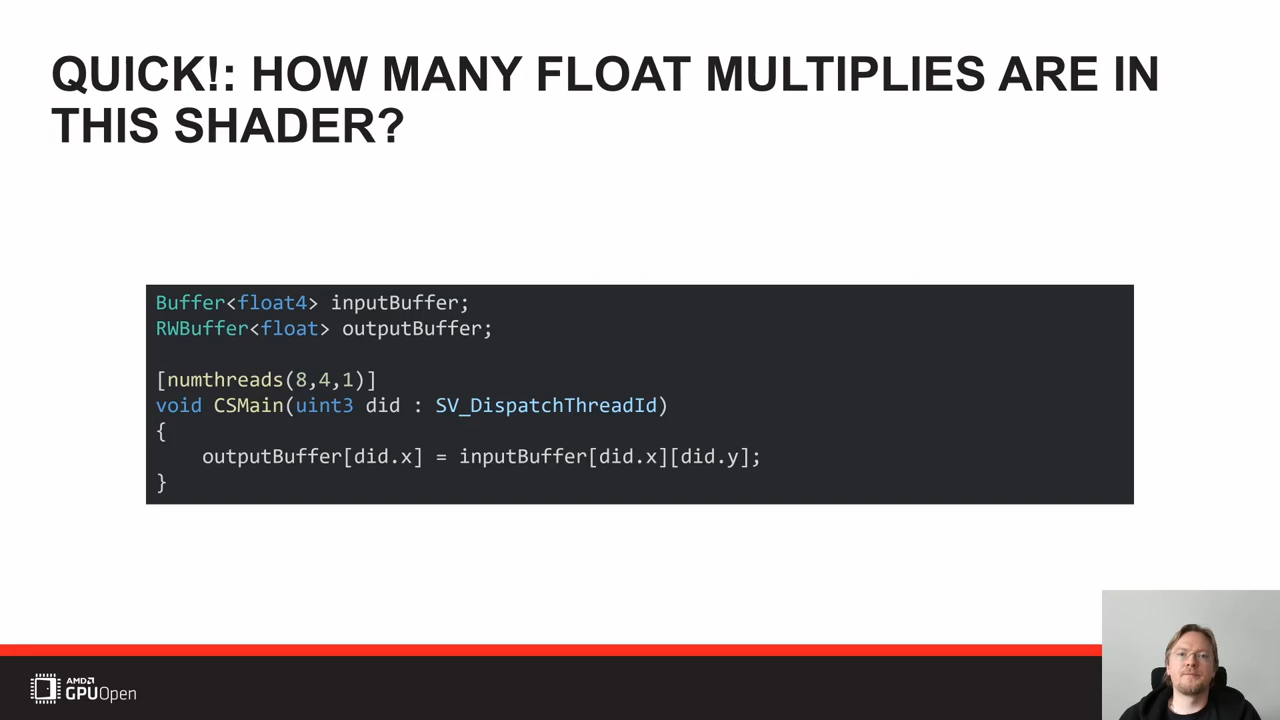 QUICK!: HOW MANY FLOAT MULTIPLIES ARE IN
THIS SHADER?
Buffer<float4> inputBuffer;
RWBuffer<float> outputBuffer;
[numthreads(8,4,1)]
void CSMain(uint3 did : SV_DispatchThreadId)
{
    outputBuffer[did.x] = inputBuffer[did.x][did.y];
}
AMD
GPUOpen